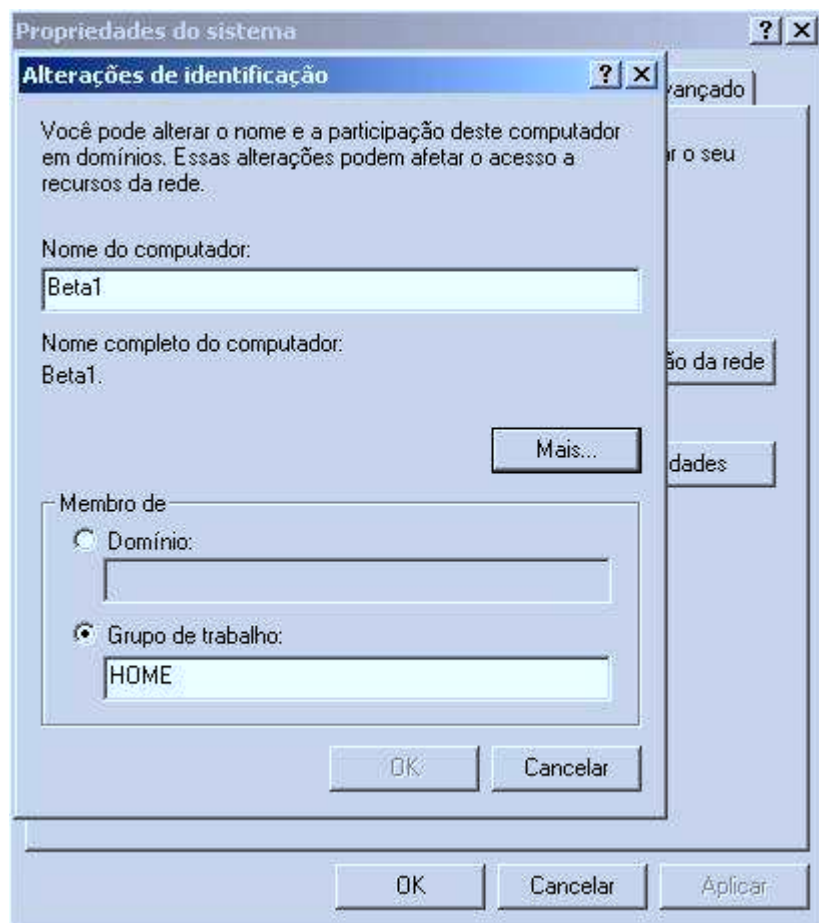 Propriedades do sistema
Alterações de identificação
vançado
Você pode alterar o nome e a participação deste computador
em domínios. Essas alterações podem afetar o acesso a
recursos da rede.
r o seu
Nome do computador:
Beta1
Nome completo do computador:
Beta1.
ão da rede
Mais...
dades
Membro de
Domínio:
Grupo de trabalho:
HOME
OK
Cancelar
OK
Cancelar
Aplicar